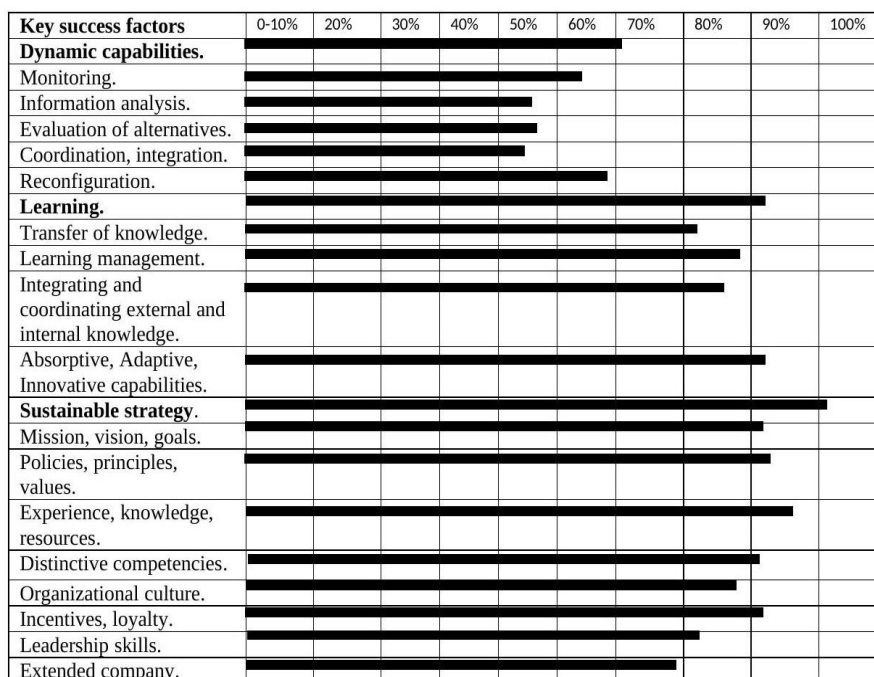 Key success factors 0-10% 20% 30% 40% 50% 60% 70% 80% 90% 100%
Dynamic capabilities.
Monitoring.
Information analysis.
Evaluation of alternatives.
Coordination, integration.
Reconfiguration.
Learning.
Transfer of knowledge.
Learning management.
Integrating and
coordinating external and
internal knowledge.
Absorptive, Adaptive,
Innovative capabilities.
Sustainable strategy.
Mission, vision, goals.
Policies, principles,
values.
Experience, knowledge,
resources.
Distinctive competencies.
Organizational culture.
Incentives, loyalty.
Leadership skills.
Extended company.